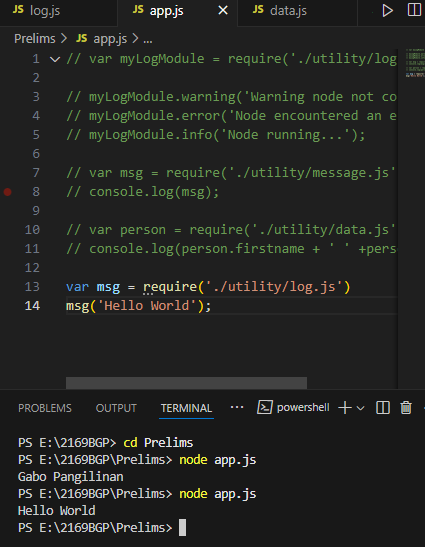 JS log.js JS app.js JS data.js
Prelims > JS app.js > ...
1 // var myLogModule = require('./utility/log
2
3 // myLogModule.warning('Warning node not co
4 // myLogModule.error('Node encountered an e
5 // myLogModule.info('Node running...');
6
7 // var msg = require('./utility/message.js'
8 // console.log(msg);
9
10 // var person = require('./utility/data.js'
11 // console.log(person.firstname + ' ' +pers
12
13 var msg = require('./utility/log.js')
14 msg('Hello World');
PROBLEMS OUTPUT TERMINAL ... powershell
PS E:\2169BGP> cd Prelims
PS E:\2169BGP\Prelims> node app.js
Gabo Pangilinan
PS E:\2169BGP\Prelims> node app.js
Hello World
PS E:\2169BGP\Prelims>